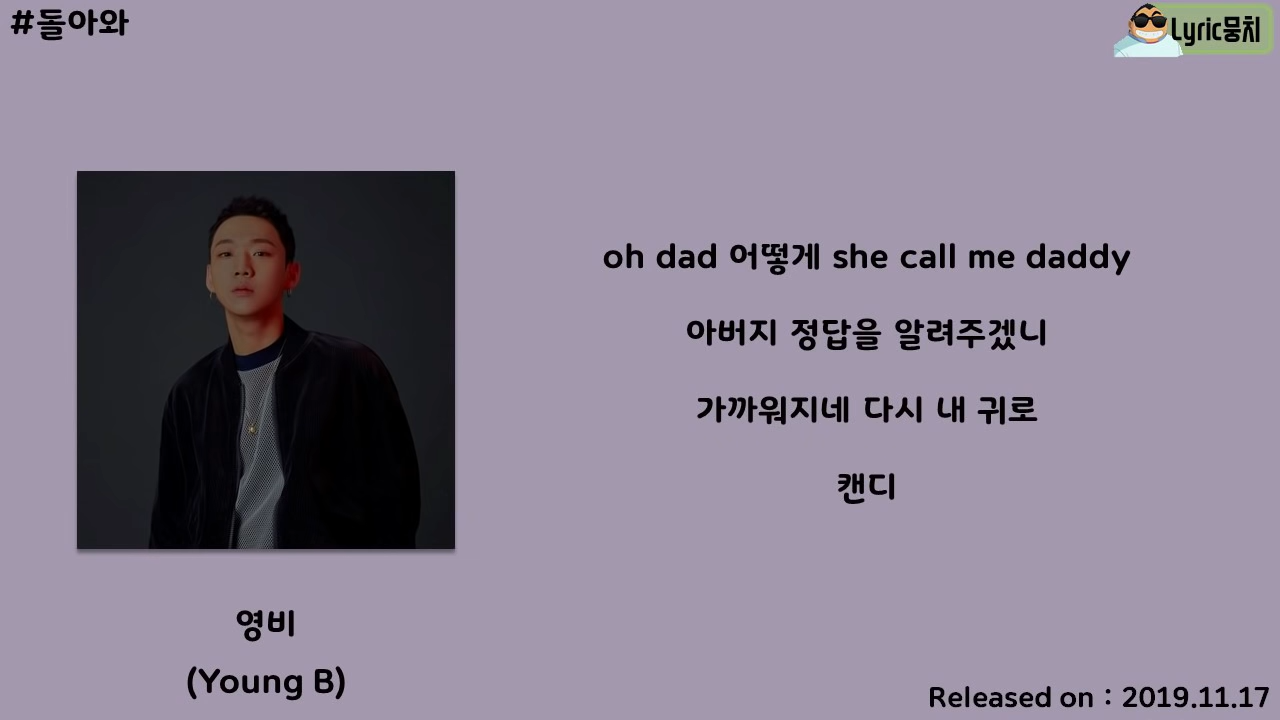 #돌아와
Lyric뭉치
oh dad 어떻게 she call me daddy
아버지 정답을 알려주겠니
가까워지네 다시 내 귀로
캔디
영비
(Young B)
Released on : 2019.11.17